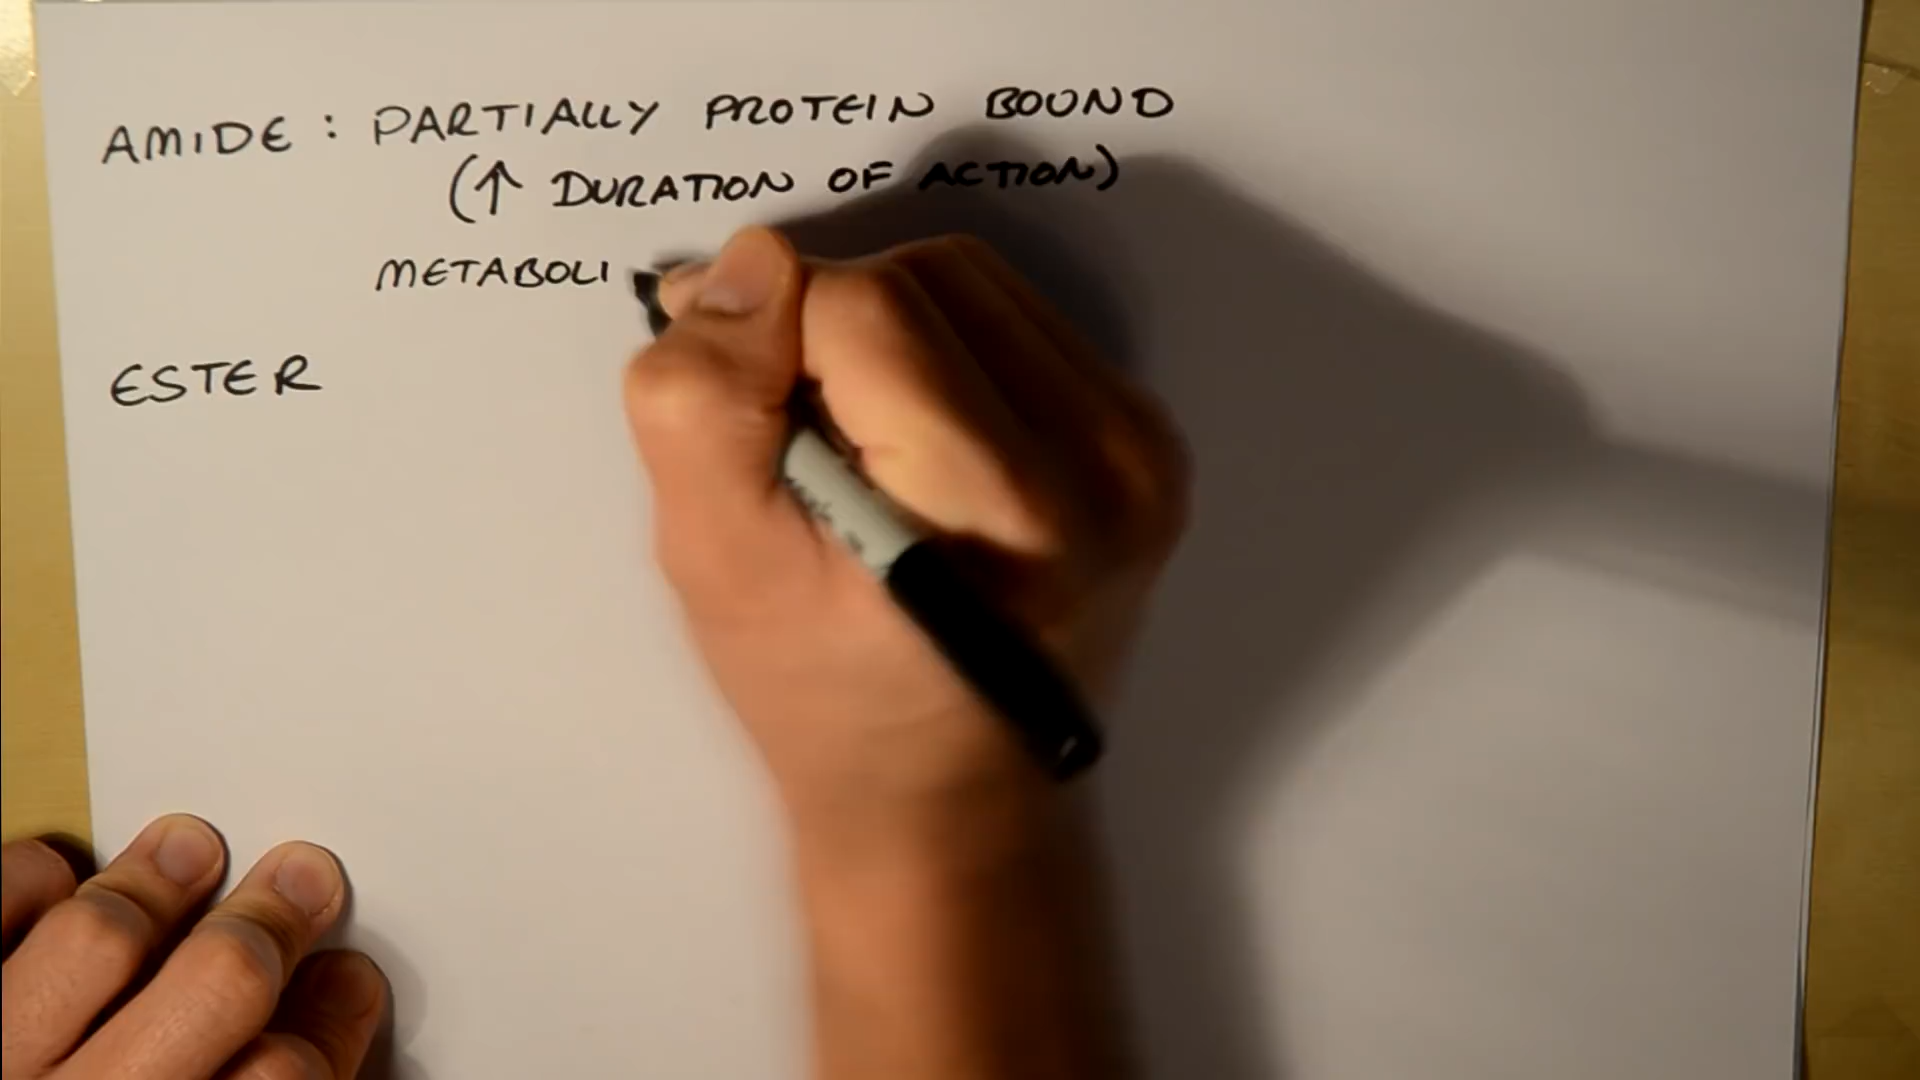 AMIDE : PARTIALLY PROTEIN BOUND
(↑ DURATION OF ACTION)
METABOLI
ESTER